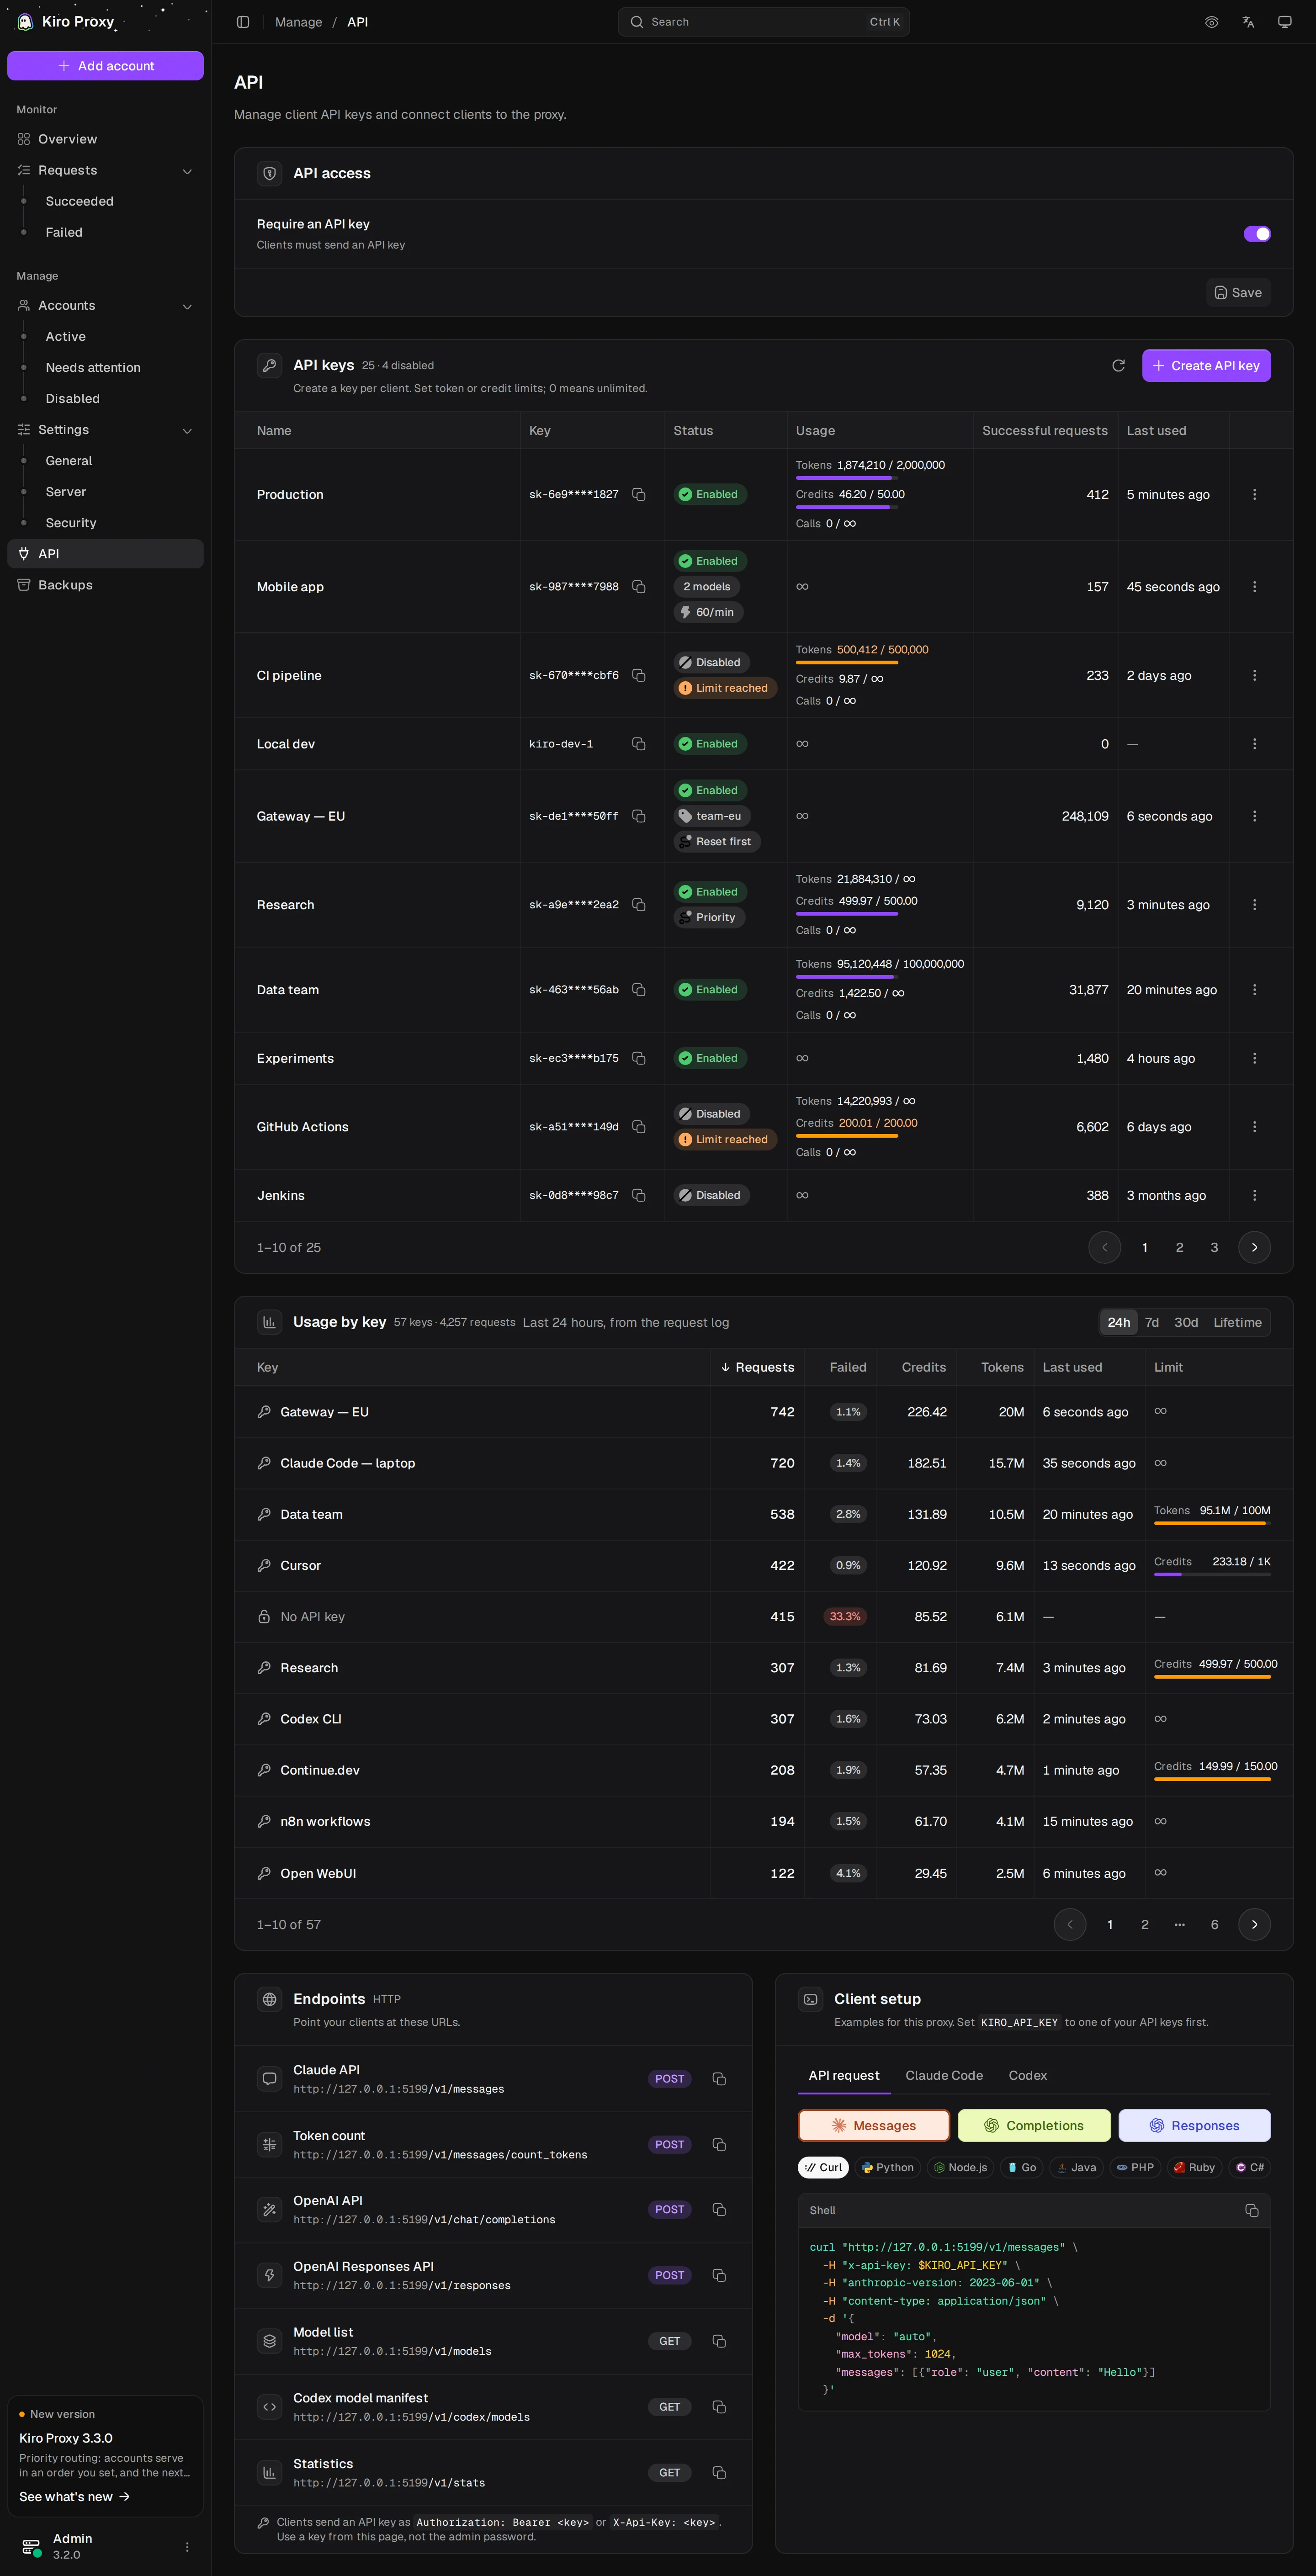 Kiro Proxy
Manage / API
Search
Ctrl K
Add account
Monitor
Overview
Requests
Succeeded
Failed
Manage
Accounts
Active
Needs attention
Disabled
Settings
General
Server
Security
API
Backups
API
Manage client API keys and connect clients to the proxy.
API access
Require an API key
Clients must send an API key
Save
API keys 25 · 4 disabled
Create a key per client. Set token or credit limits; 0 means unlimited.
Create API key
Name Key Status Usage Successful requests Last used
Production sk-6e9****1827 Enabled
Tokens 1,874,210 / 2,000,000
Credits 46.20 / 50.00
Calls 0 / ∞
412 5 minutes ago
Mobile app sk-987****7988
Enabled
2 models
60/min
∞ 157 45 seconds ago
CI pipeline sk-670****cbf6
Disabled
Limit reached
Tokens 500,412 / 500,000
Credits 9.87 / ∞
Calls 0 / ∞
233 2 days ago
Local dev kiro-dev-1 Enabled ∞ 0 —
Gateway — EU sk-de1****50ff
Enabled
team-eu
Reset first
∞ 248,109 6 seconds ago
Research sk-a9e****2ea2
Enabled
Priority
Tokens 21,884,310 / ∞
Credits 499.97 / 500.00
Calls 0 / ∞
9,120 3 minutes ago
Data team sk-463****56ab Enabled
Tokens 95,120,448 / 100,000,000
Credits 1,422.50 / ∞
Calls 0 / ∞
31,877 20 minutes ago
Experiments sk-ec3****b175 Enabled ∞ 1,480 4 hours ago
GitHub Actions sk-a51****149d
Disabled
Limit reached
Tokens 14,220,993 / ∞
Credits 200.01 / 200.00
Calls 0 / ∞
6,602 6 days ago
Jenkins sk-0d8****98c7 Disabled ∞ 388 3 months ago
1–10 of 25
1 2 3
Usage by key 57 keys · 4,257 requests Last 24 hours, from the request log
24h 7d 30d Lifetime
Key ↓ Requests Failed Credits Tokens Last used Limit
Gateway — EU 742 1.1% 226.42 20M 6 seconds ago ∞
Claude Code — laptop 720 1.4% 182.51 15.7M 35 seconds ago ∞
Data team 538 2.8% 131.89 10.5M 20 minutes ago Tokens 95.1M / 100M
Cursor 422 0.9% 120.92 9.6M 13 seconds ago Credits 233.18 / 1K
No API key 415 33.3% 85.52 6.1M — —
Research 307 1.3% 81.69 7.4M 3 minutes ago Credits 499.97 / 500.00
Codex CLI 307 1.6% 73.03 6.2M 2 minutes ago ∞
Continue.dev 208 1.9% 57.35 4.7M 1 minute ago Credits 149.99 / 150.00
n8n workflows 194 1.5% 61.70 4.1M 15 minutes ago ∞
Open WebUI 122 4.1% 29.45 2.5M 6 minutes ago ∞
1–10 of 57
1 2 ··· 6
Endpoints HTTP
Point your clients at these URLs.
Claude API
http://127.0.0.1:5199/v1/messages
POST
Token count
http://127.0.0.1:5199/v1/messages/count_tokens
POST
OpenAI API
http://127.0.0.1:5199/v1/chat/completions
POST
OpenAI Responses API
http://127.0.0.1:5199/v1/responses
POST
Model list
http://127.0.0.1:5199/v1/models
GET
Codex model manifest
http://127.0.0.1:5199/v1/codex/models
GET
Statistics
http://127.0.0.1:5199/v1/stats
GET
Clients send an API key as Authorization: Bearer <key> or X-Api-Key: <key>.
Use a key from this page, not the admin password.
Client setup
Examples for this proxy. Set KIRO_API_KEY to one of your API keys first.
API request Claude Code Codex
Messages Completions Responses
Curl Python Node.js Go Java PHP Ruby C#
Shell
curl "http://127.0.0.1:5199/v1/messages" \
-H "x-api-key: $KIRO_API_KEY" \
-H "anthropic-version: 2023-06-01" \
-H "content-type: application/json" \
-d '{
"model": "auto",
"max_tokens": 1024,
"messages": [{"role": "user", "content": "Hello"}]
}'
New version
Kiro Proxy 3.3.0
Priority routing: accounts serve
in an order you set, and the next...
See what's new →
Admin
3.2.0